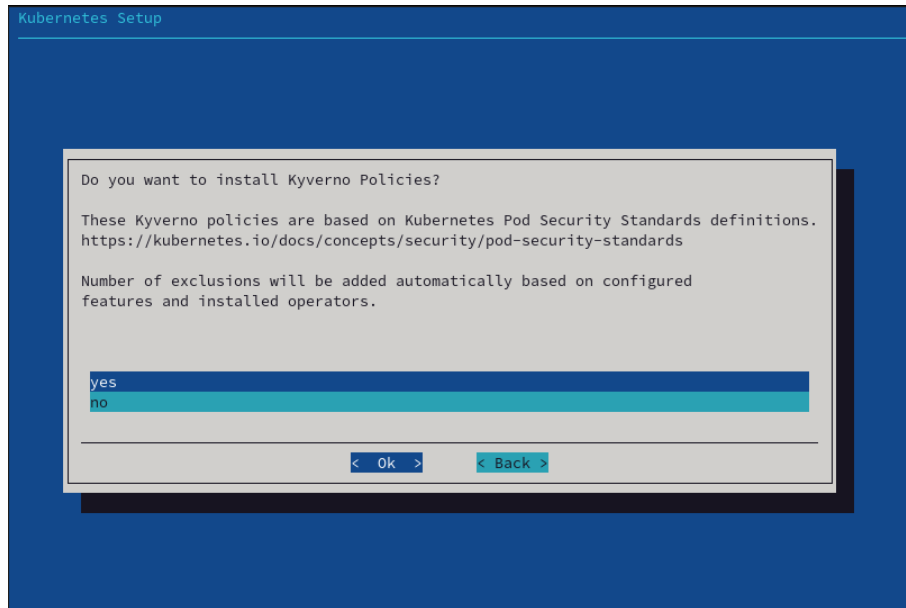 Kubernetes Setup
Do you want to install Kyverno Policies?
These Kyverno policies are based on Kubernetes Pod Security Standards definitions.
https://kubernetes.io/docs/concepts/security/pod-security-standards
Number of exclusions will be added automatically based on configured
features and installed operators.
yes
no
< Ok > < Back >